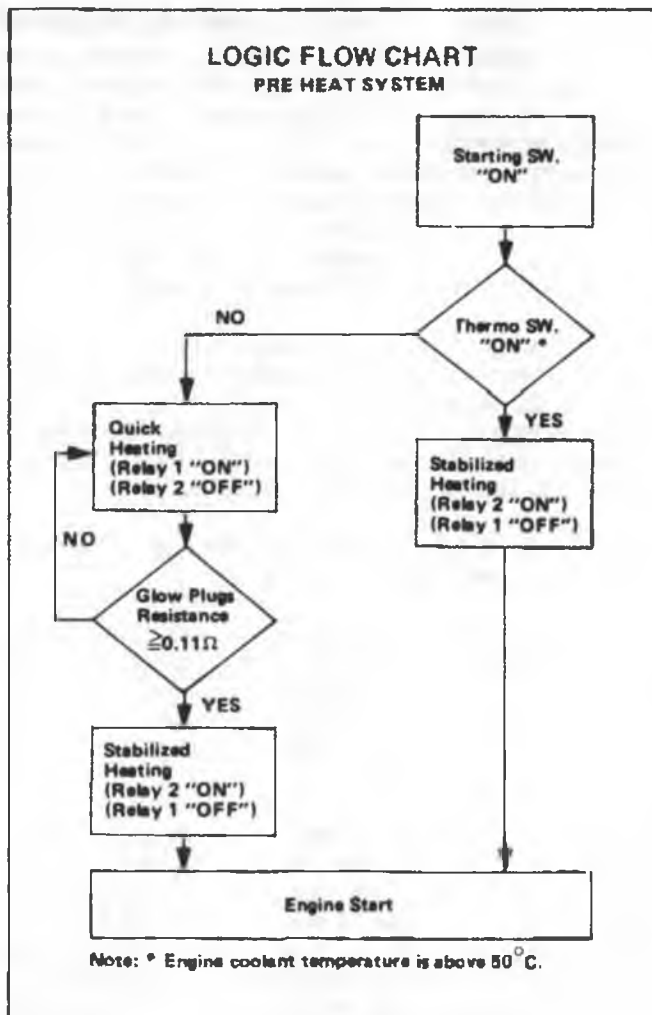 LOGIC FLOW CHART
PRE HEAT SYSTEM
Starting SW.
"ON"
Thermo SW.
"ON" *
NO
YES
Quick
Heating
(Relay 1 "ON")
(Relay 2 "OFF")
Stabilized
Heating
(Relay 2 "ON")
(Relay 1 "OFF")
NO
Glow Plugs
Resistance
≧0.11Ω
YES
Stabilized
Heating
(Relay 2 "ON")
(Relay 1 "OFF")
Engine Start
Note: * Engine coolant temperature is above 50°C.